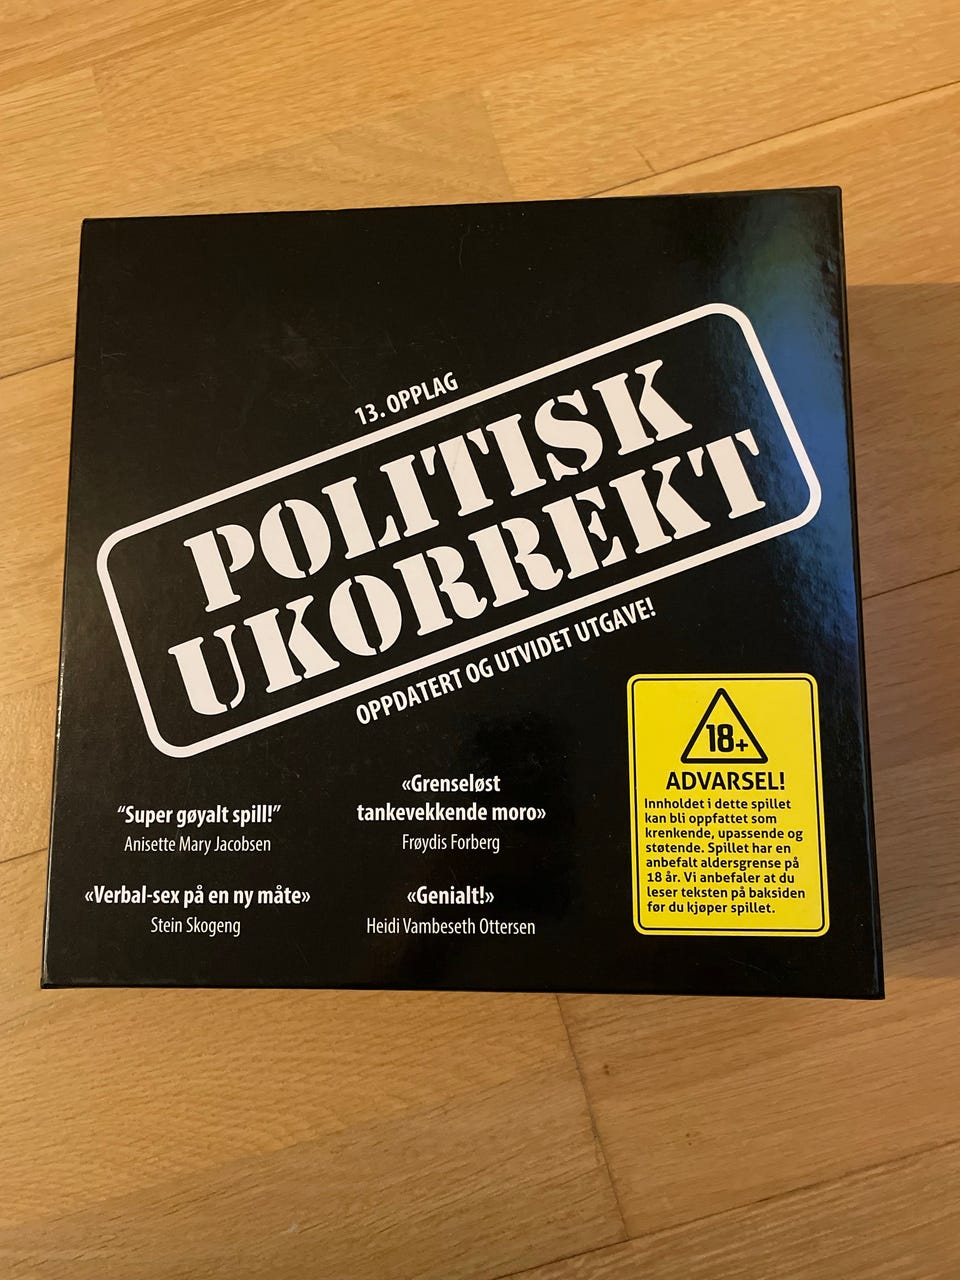 13. OPPLAG
POLITISK
UKORREKT
OPPDATERT OG UTVIDET UTGAVE!
“Super gøyalt spill!”
Anisette Mary Jacobsen
«Grenseløst
tankevekkende moro»
Frøydis Forberg
«Verbal-sex på en ny måte»
Stein Skogeng
«Genialt!»
Heidi Vambeseth Ottersen
18+
ADVARSEL!
Innholdet i dette spillet
kan bli oppfattet som
krenkende, upassende og
støtende. Spillet har en
anbefalt aldersgrense på
18 år. Vi anbefaler at du
leser teksten på baksiden
før du kjøper spillet.